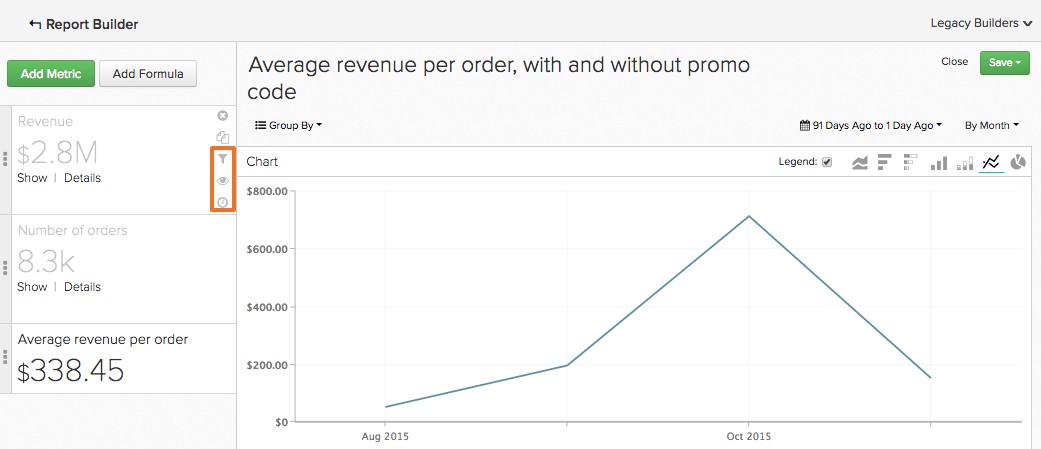 Report Builder
Legacy Builders
Add Metric
Add Formula
Revenue
$2.8M
Show | Details
Number of orders
8.3k
Show | Details
Average revenue per order
$338.45
Average revenue per order, with and without promo
code
Close
Save
Group By
91 Days Ago to 1 Day Ago
By Month
Chart
Legend:
$800.00
$600.00
$400.00
$200.00
$0
Aug 2015
Oct 2015